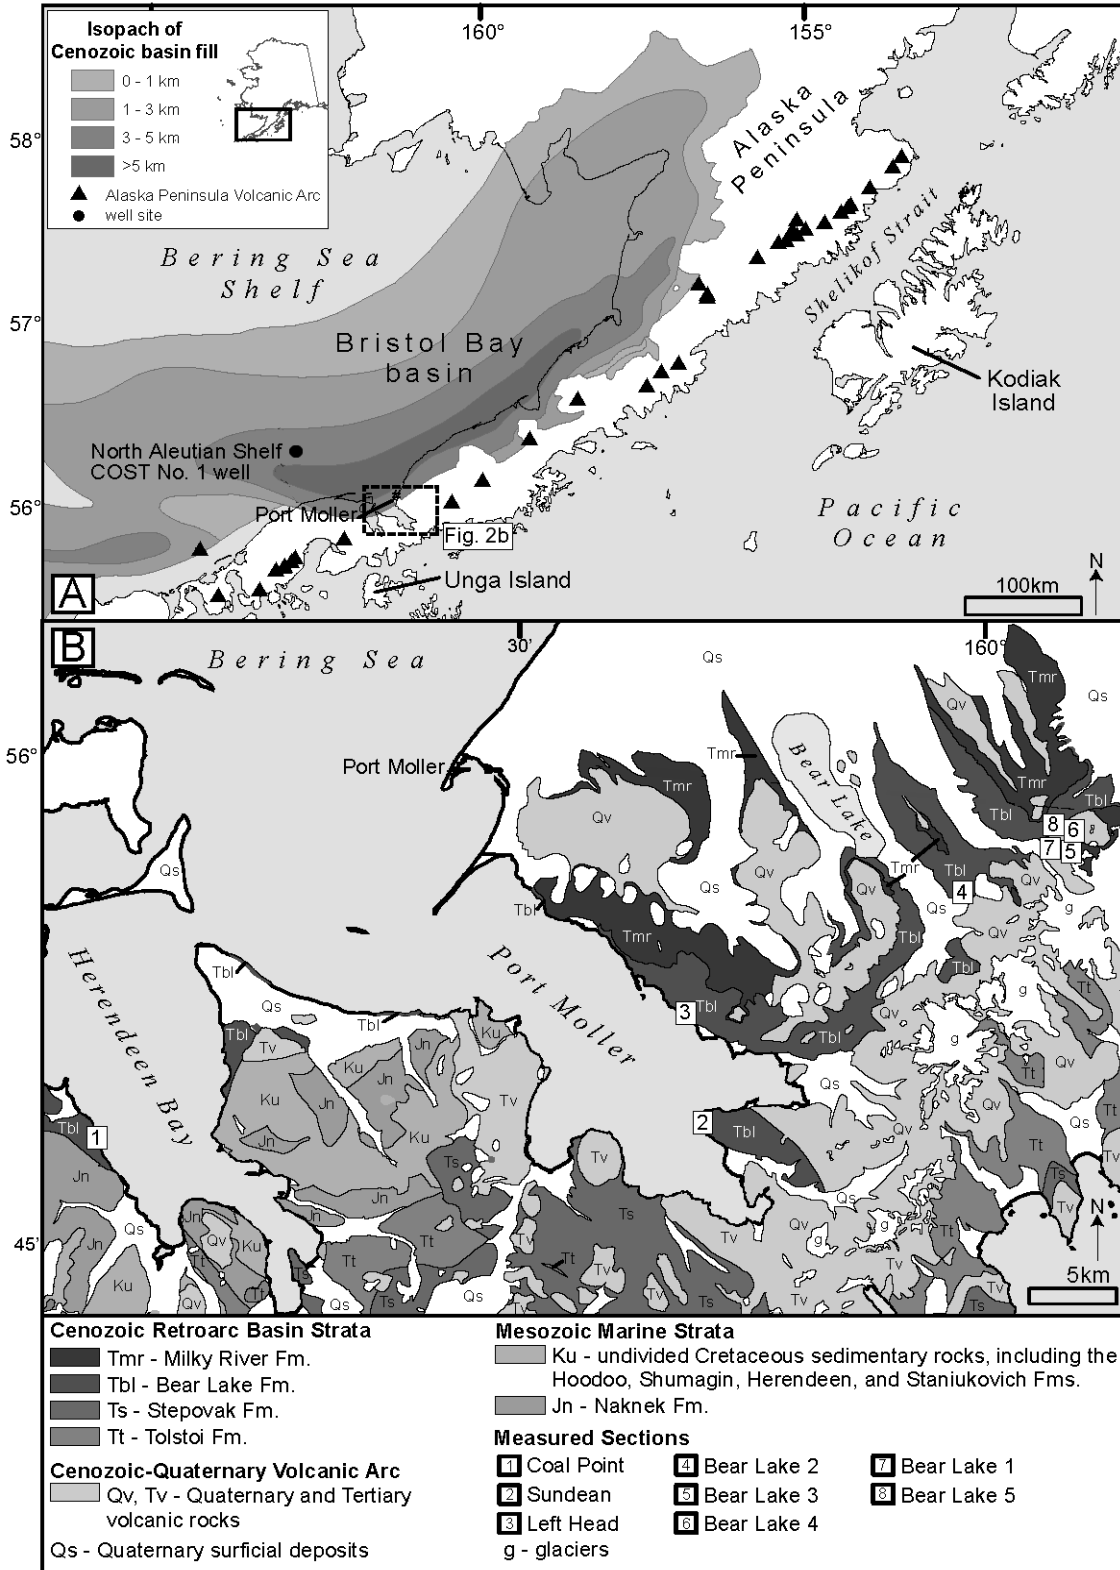 160°
155°
Isopach of
Cenozoic basin fill
0 - 1 km
1 - 3 km
3 - 5 km
>5 km
Alaska Peninsula Volcanic Arc
well site
58°
57°
56°
Alaska
Peninsula
Bering Sea
Shelf
Shelikof Strait
Bristol Bay
basin
Kodiak
Island
North Aleutian Shelf
COST No. 1 well
Port Moller
Fig. 2b
Pacific
Ocean
Unga Island
N
100km
A
B
30'
160°
Bering Sea
Qs
Tmr
Qs
Qv
56°
Port Moller
Tmr
Bear Lake
Tmr
Tmr
Tbl
Tbl
Qv
8
6
7
5
Qs
Qv
Tmr
Tbl
4
Qv
Qv
Qs
Tbl
Qs
g
Tmr
Tbl
Qv
Herendeen Bay
Port Moller
Tbl
Tbl
g
Tt
Qs
Tbl
3
Tbl
Qv
Tbl
Tbl
Tv
Jn
Ku
Ku
Jn
g
Qv
Tt
Ku
Jn
Tv
Qs
Qv
Tt
Tbl
1
Jn
Ku
2
Tbl
Qv
Tt
Qs
Jn
Ts
Tv
Tv
Ts
Jn
Qs
Ts
Qv
Tv
N
45'
Jn
Qv
Ku
Jn
Tt
Tv
Tt
g
g
Jn
Tt
Ts
Tv
Tv
Tt
5km
Ku
Qv
Tt
Qs
Ts
Qs
Tv
Ts
Tv
Tv
Ts
Cenozoic Retroarc Basin Strata
Tmr - Milky River Fm.
Tbl - Bear Lake Fm.
Ts - Stepovak Fm.
Tt - Tolstoi Fm.
Cenozoic-Quaternary Volcanic Arc
Qv, Tv - Quaternary and Tertiary
volcanic rocks
Qs - Quaternary surficial deposits
Mesozoic Marine Strata
Ku - undivided Cretaceous sedimentary rocks, including the
Hoodoo, Shumagin, Herendeen, and Staniukovich Fms.
Jn - Naknek Fm.
Measured Sections
1 Coal Point
2 Sundean
3 Left Head
4 Bear Lake 2
5 Bear Lake 3
6 Bear Lake 4
7 Bear Lake 1
8 Bear Lake 5
g - glaciers